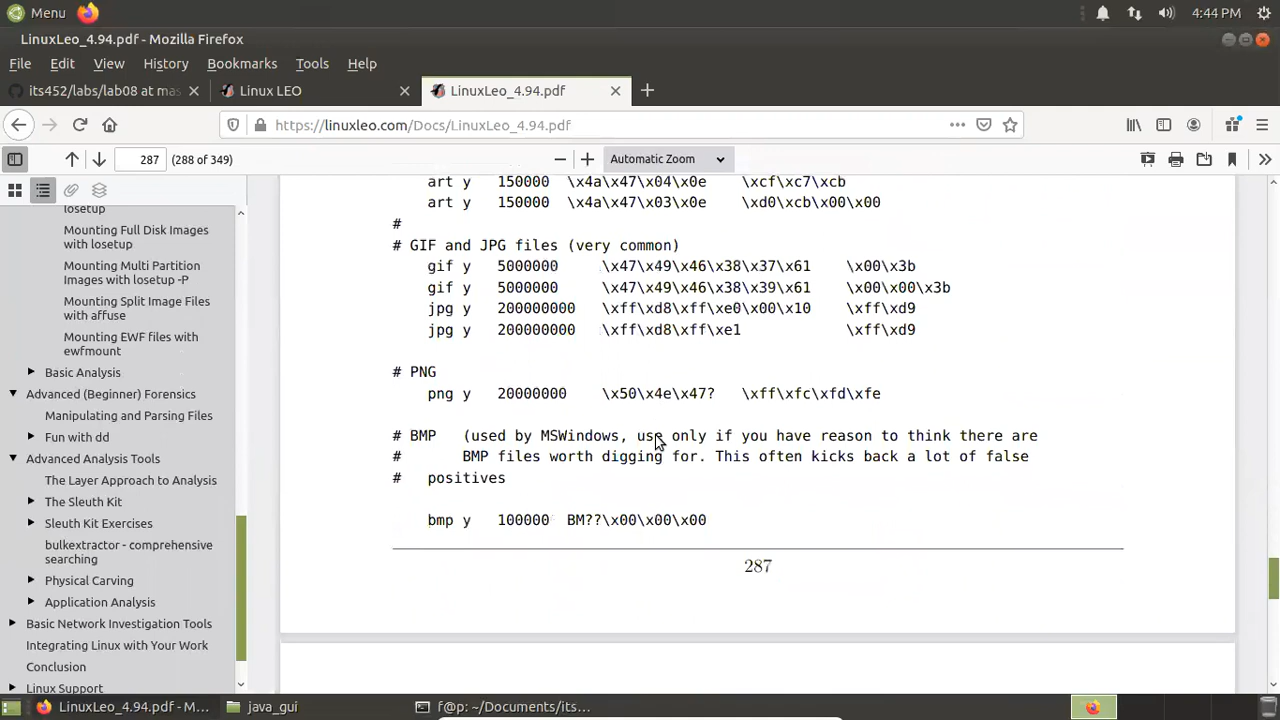 Menu
4:44 PM
LinuxLeo_4.94.pdf - Mozilla Firefox
File Edit View History Bookmarks Tools Help
its452/labs/lab08 at mas
Linux LEO
LinuxLeo_4.94.pdf
https://linuxleo.com/Docs/LinuxLeo_4.94.pdf
287 (288 of 349)
Automatic Zoom
losetup
Mounting Full Disk Images
with losetup
Mounting Multi Partition
Images with losetup -P
Mounting Split Image Files
with affuse
Mounting EWF files with
ewfmount
Basic Analysis
Advanced (Beginner) Forensics
Manipulating and Parsing Files
Fun with dd
Advanced Analysis Tools
The Layer Approach to Analysis
The Sleuth Kit
Sleuth Kit Exercises
bulkextractor - comprehensive
searching
Physical Carving
Application Analysis
Basic Network Investigation Tools
Integrating Linux with Your Work
Conclusion
Linux Support
art y 150000 \x4a\x47\x04\x0e \xcf\xc7\xcb
art y 150000 \x4a\x47\x03\x0e \xd0\xcb\x00\x00
#
# GIF and JPG files (very common)
gif y 5000000 \x47\x49\x46\x38\x37\x61 \x00\x3b
gif y 5000000 \x47\x49\x46\x38\x39\x61 \x00\x00\x3b
jpg y 200000000 \xff\xd8\xff\xe0\x00\x10 \xff\xd9
jpg y 200000000 \xff\xd8\xff\xe1 \xff\xd9
# PNG
png y 20000000 \x50\x4e\x47? \xff\xfc\xfd\xfe
# BMP (used by MSWindows, use only if you have reason to think there are
# BMP files worth digging for. This often kicks back a lot of false
# positives
bmp y 100000 BM??\x00\x00\x00
287
LinuxLeo_4.94.pdf - M...
java_gui
f@p: ~/Documents/its...